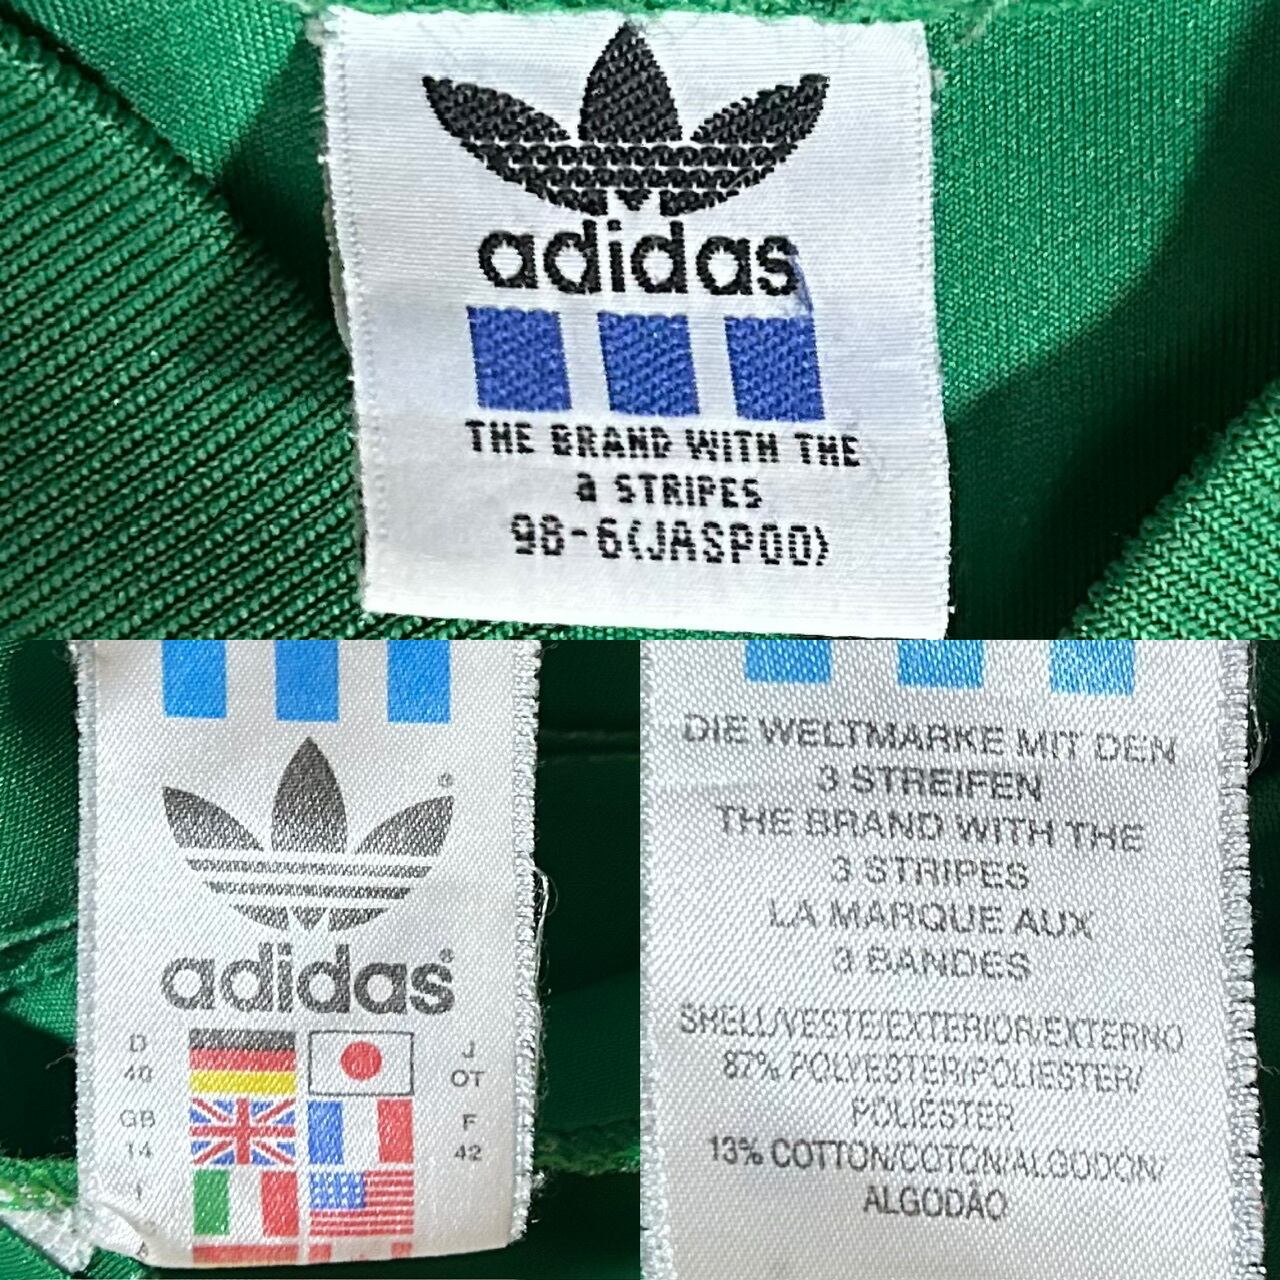 adidas
THE BRAND WITH THE
3 STRIPES
98-6(JASP00)
adidas®
D
40
J
OT
GB
14
F
42
I
DIE WELTMARKE MIT DEN
3 STREIFEN
THE BRAND WITH THE
3 STRIPES
LA MARQUE AUX
3 BANDES
SHELL/VESTE/EXTERIOR/EXTERNO
87% POLYESTER/POLIESTER/
POLIÉSTER
13% COTTON/COTON/ALGODON/
ALGODÃO